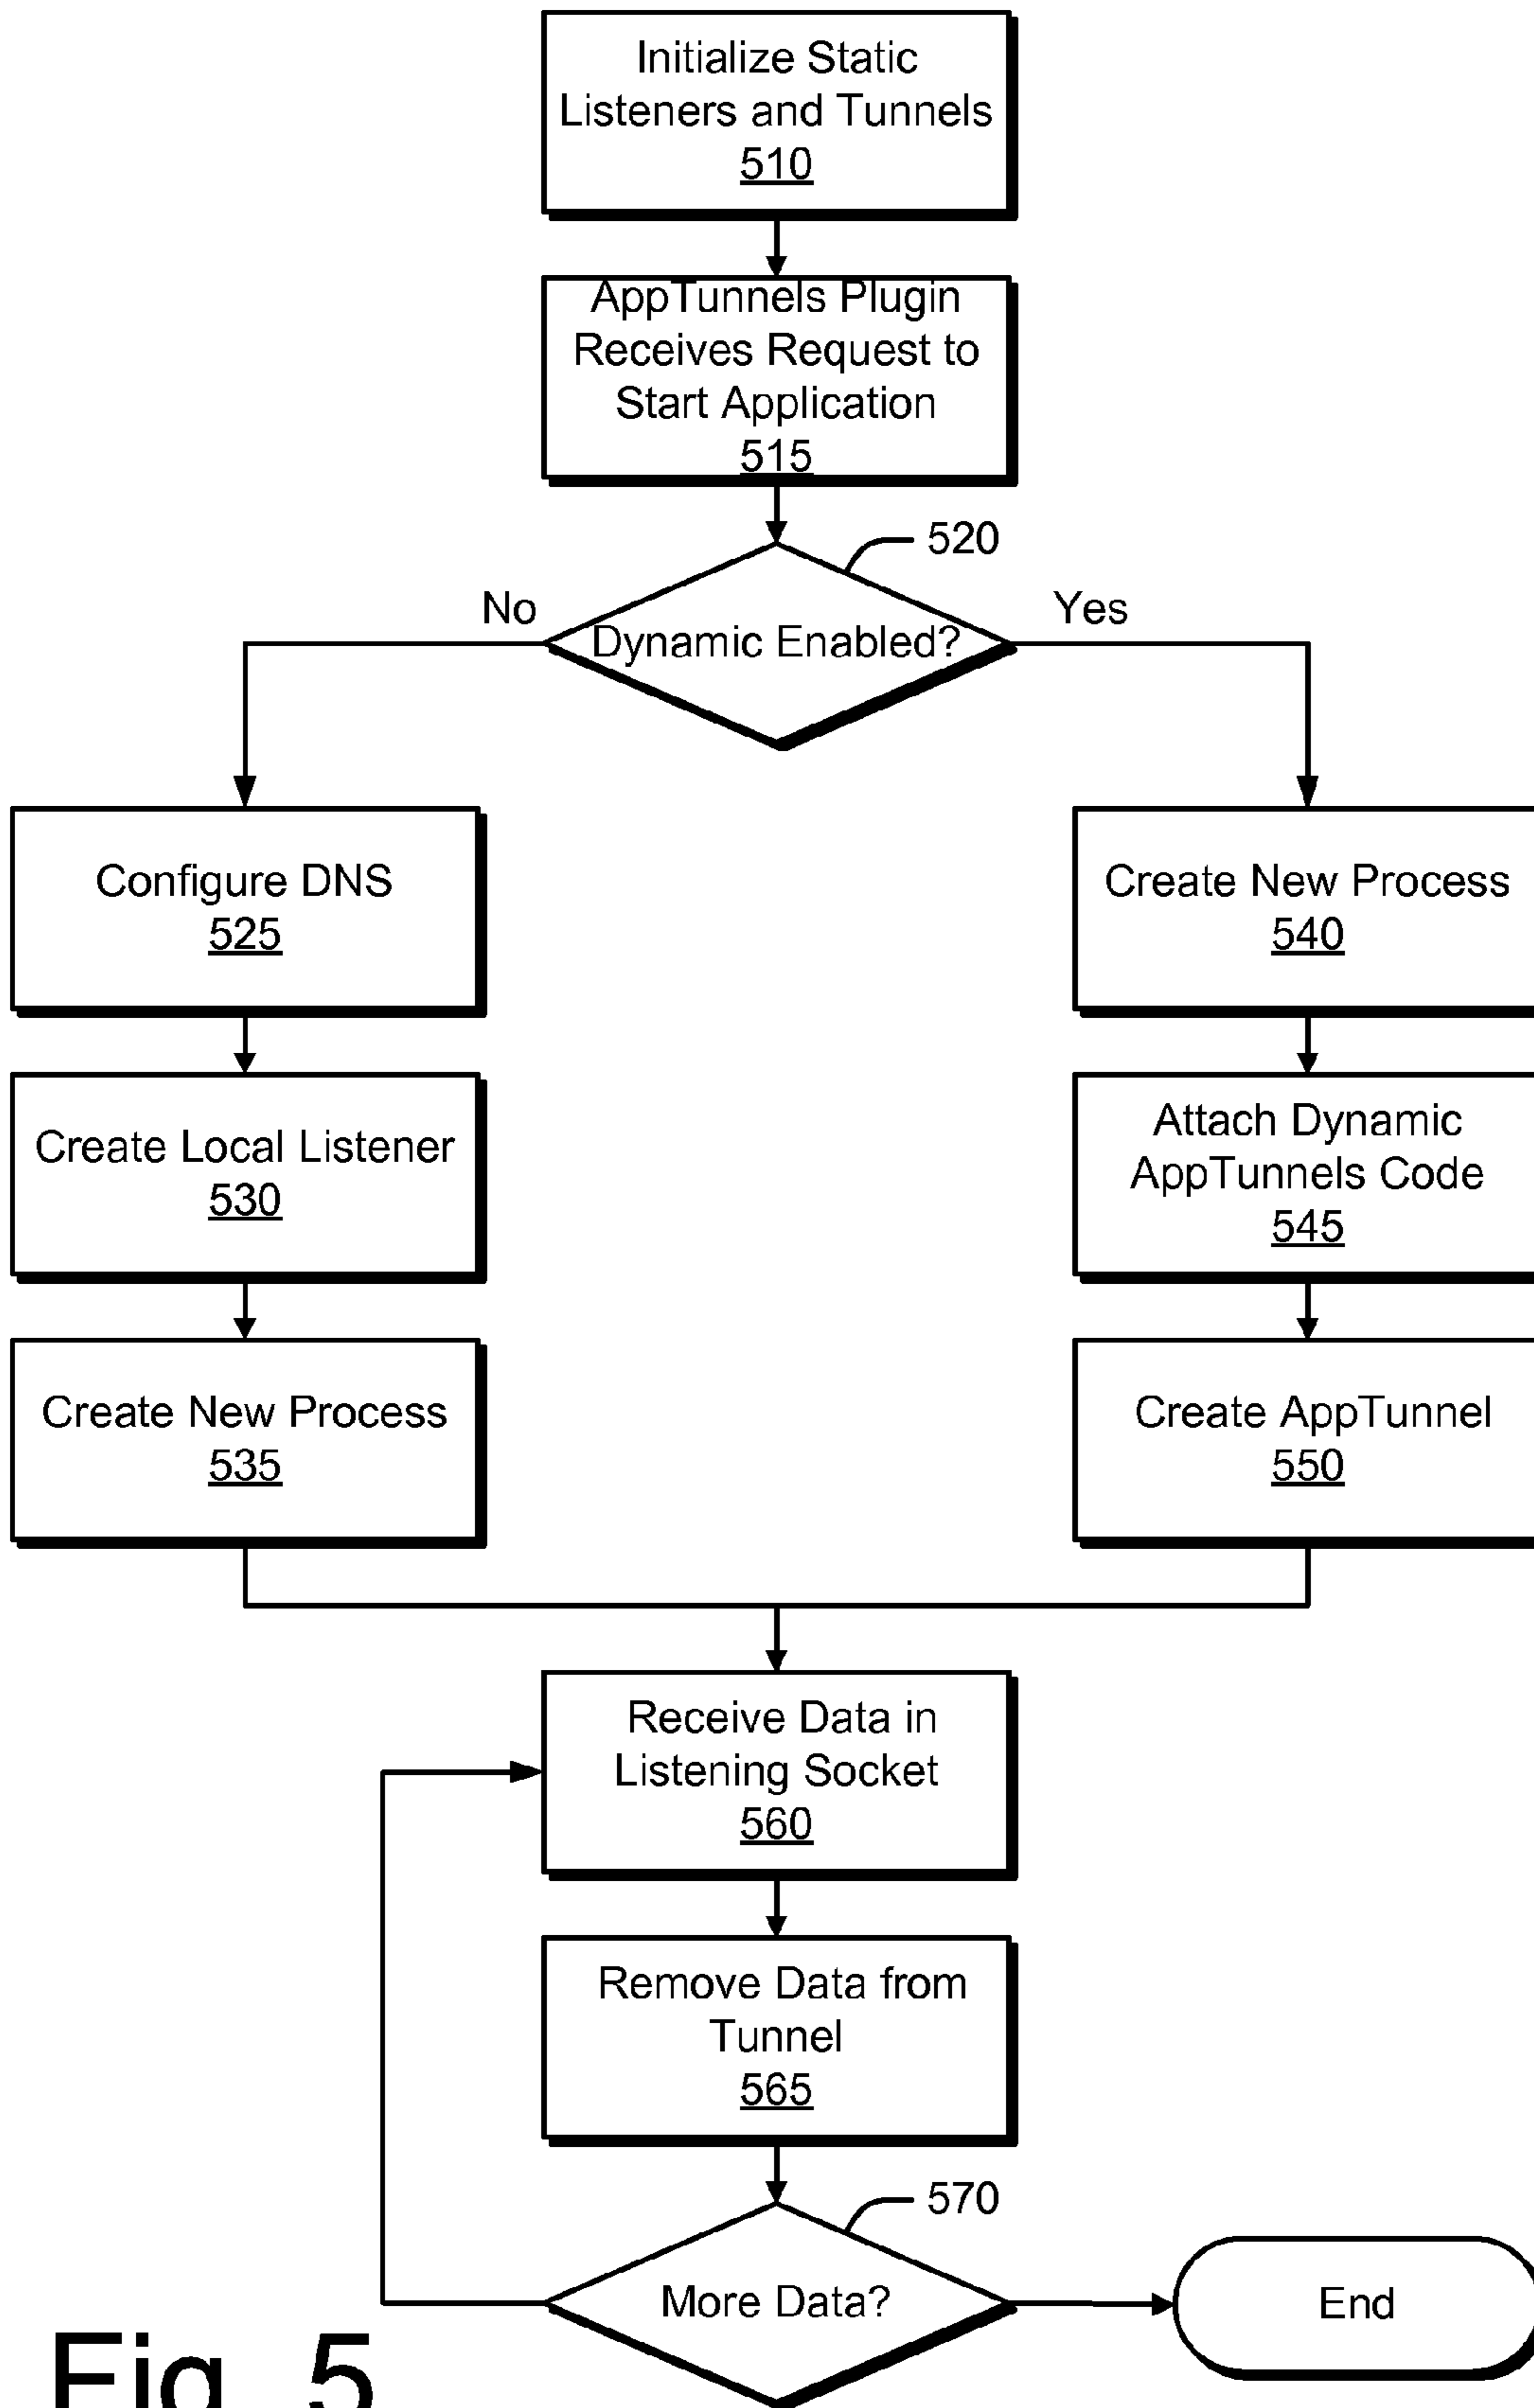 Initialize Static
Listeners and Tunnels
510
AppTunnels Plugin
Receives Request to
Start Application
515
520
No
Yes
Dynamic Enabled?
Configure DNS
525
Create New Process
540
Create Local Listener
530
Attach Dynamic
AppTunnels Code
545
Create New Process
535
Create AppTunnel
550
Receive Data in
Listening Socket
560
Remove Data from
Tunnel
565
570
More Data?
End
Fig. 5